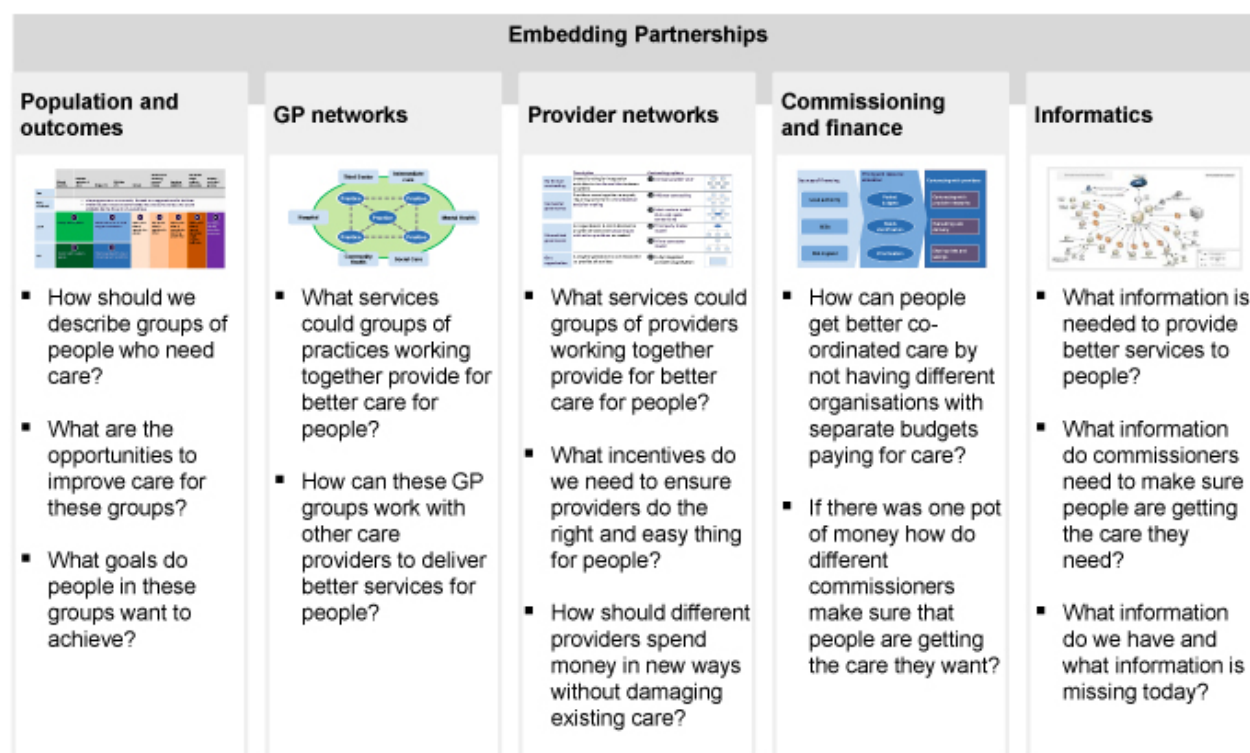 Embedding Partnerships
Population and
outcomes
How should we
describe groups of
people who need
care?
What are the
opportunities to
improve care for
these groups?
What goals do
people in these
groups want to
achieve?
GP networks
Third Sector
Intermediate
Care
Hospital
Practice
Practice
Practice
Practice
Practice
Mental Health
Community
Health
Social Care
What services
could groups of
practices working
together provide for
better care for
people?
How can these GP
groups work with
other care
providers to deliver
better services for
people?
Provider networks
What services could
groups of providers
working together
provide for better
care for people?
What incentives do
we need to ensure
providers do the
right and easy thing
for people?
How should different
providers spend
money in new ways
without damaging
existing care?
Commissioning
and finance
How can people
get better co-
ordinated care by
not having different
organisations with
separate budgets
paying for care?
If there was one pot
of money how do
different
commissioners
make sure that
people are getting
the care they want?
Informatics
What information is
needed to provide
better services to
people?
What information
do commissioners
need to make sure
people are getting
the care they
need?
What information
do we have and
what information is
missing today?